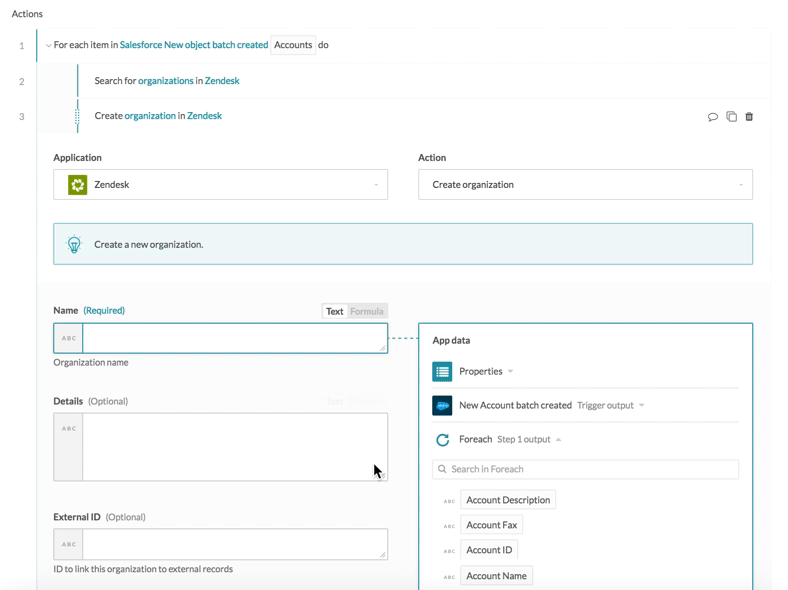 Actions
1 For each item in Salesforce New object batch created Accounts do
2 Search for organizations in Zendesk
3 Create organization in Zendesk
Application Action
Zendesk Create organization
Create a new organization.
Name (Required) Text Formula
ABC
Organization name
Details (Optional)
ABC
External ID (Optional)
ABC
ID to link this organization to external records
App data
Properties
New Account batch created Trigger output
Foreach Step 1 output
Search in Foreach
ABC Account Description
ABC Account Fax
ABC Account ID
ABC Account Name